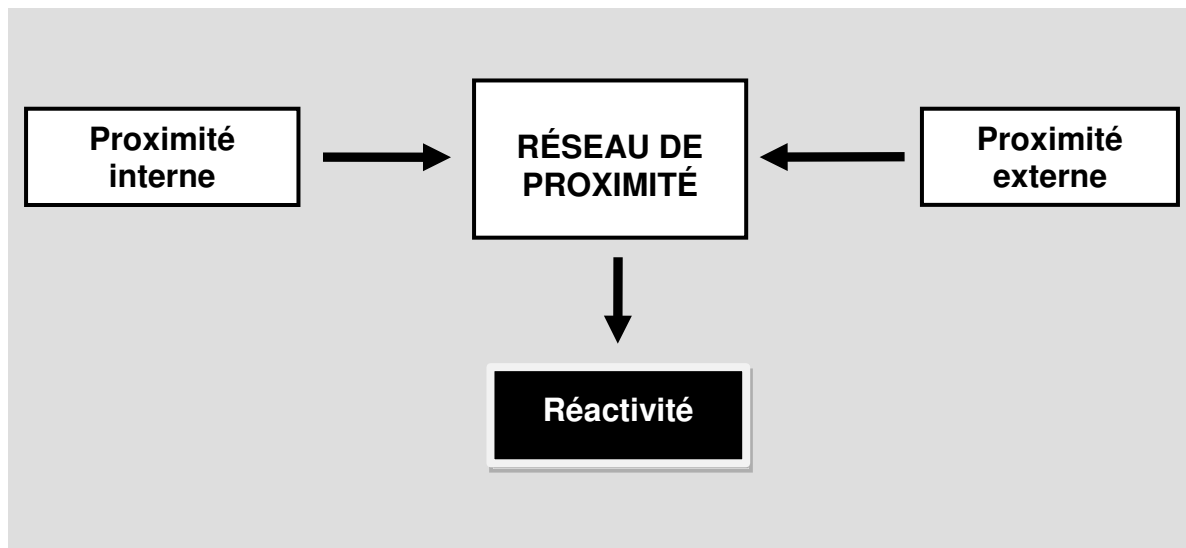 Proximité
interne
RÉSEAU DE
PROXIMITÉ
Proximité
externe
Réactivité